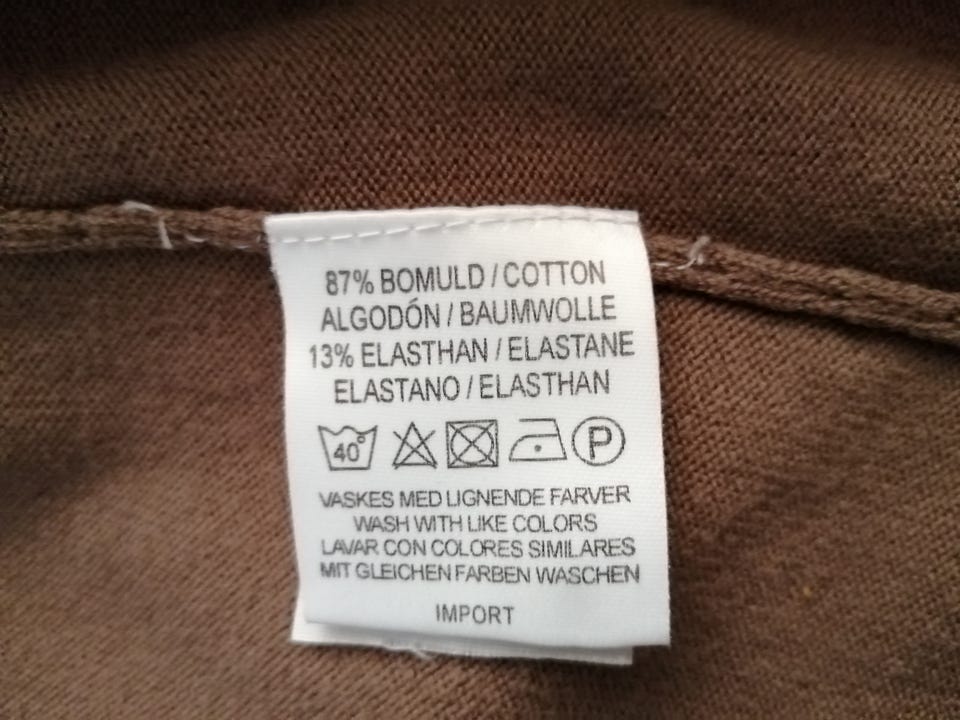 87% BOMULD / COTTON
ALGODÓN / BAUMWOLLE
13% ELASTHAN / ELASTANE
ELASTANO / ELASTHAN
40° P
VASKES MED LIGNENDE FARVER
WASH WITH LIKE COLORS
LAVAR CON COLORES SIMILARES
MIT GLEICHEN FARBEN WASCHEN
IMPORT